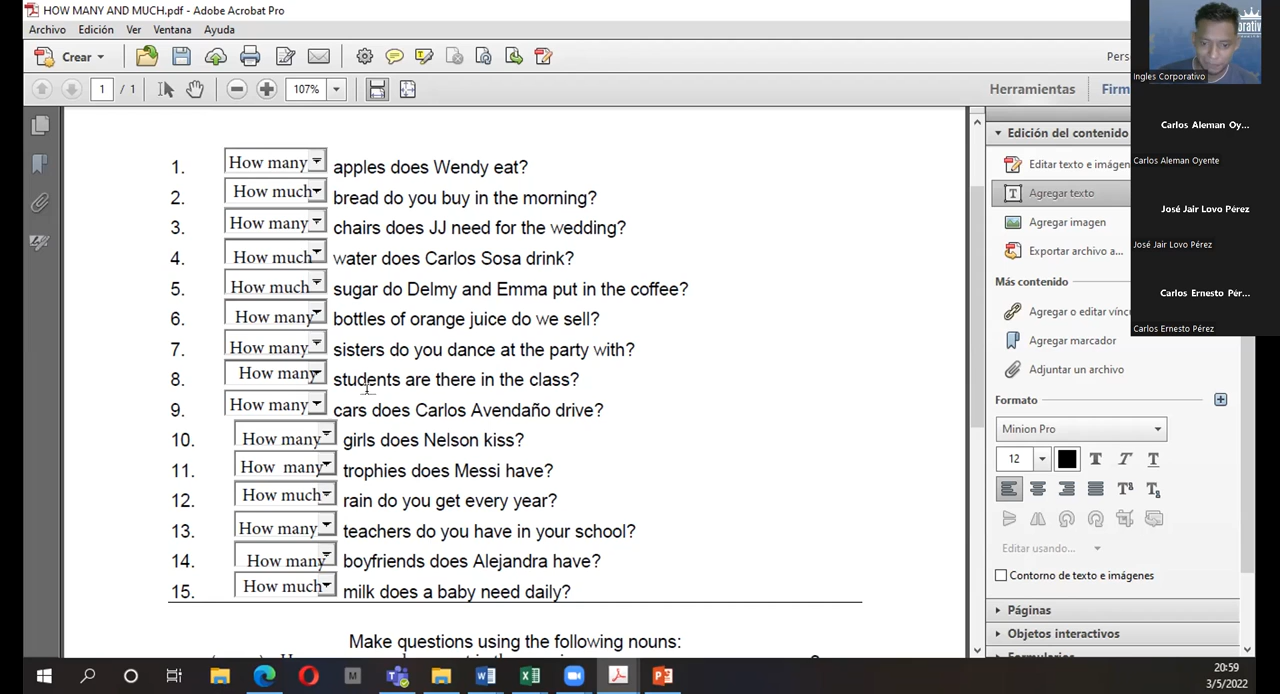 HOW MANY AND MUCH.pdf - Adobe Acrobat Pro
Archivo Edición Ver Ventana Ayuda
Crear
1 / 1 107% Herramientas
1. How many apples does Wendy eat?
2. How much bread do you buy in the morning?
3. How many chairs does JJ need for the wedding?
4. How much water does Carlos Sosa drink?
5. How much sugar do Delmy and Emma put in the coffee?
6. How many bottles of orange juice do we sell?
7. How many sisters do you dance at the party with?
8. How many students are there in the class?
9. How many cars does Carlos Avendaño drive?
10. How many girls does Nelson kiss?
11. How many trophies does Messi have?
12. How much rain do you get every year?
13. How many teachers do you have in your school?
14. How many boyfriends does Alejandra have?
15. How much milk does a baby need daily?
Make questions using the following nouns:
Edición del contenido
Editar texto e imágen
Agregar texto
Agregar imagen
Exportar archivo a...
Más contenido
Agregar o editar vínc
Agregar marcador
Adjuntar un archivo
Formato
Minion Pro
12
Editar usando...
Contorno de texto e imágenes
Páginas
Objetos interactivos
Ingles Corporativo
Carlos Aleman Oy...
Carlos Aleman Oyente
José Jair Lovo Pérez
José Jair Lovo Pérez
Carlos Ernesto Pér...
Carlos Ernesto Pérez
20:59
3/5/2022